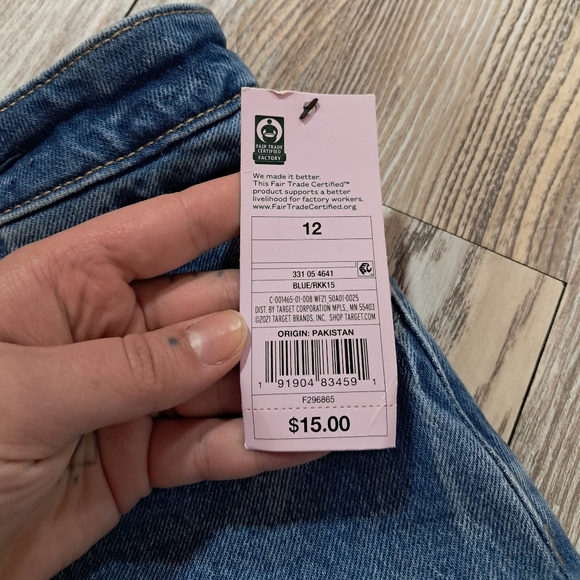 FAIR TRADE
CERTIFIED
FACTORY
We made it better.
This Fair Trade Certified™
product supports a better
livelihood for factory workers.
www.FairTradeCertified.org
12
331 05 4641
BLUE/RKK15
C-001465-01-008 WF21 50A01-0025
DIST. BY TARGET CORPORATION MPLS., MN 55403
©2021 TARGET BRANDS, INC. SHOP TARGET.COM
ORIGIN: PAKISTAN
1 91904 83459 1
F296865
$15.00